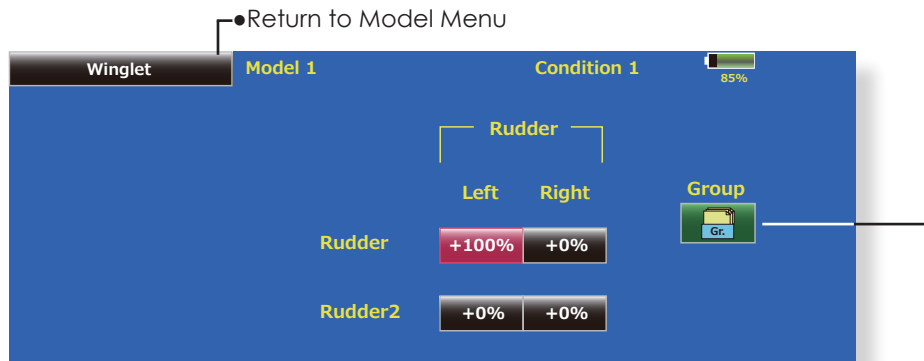 ●Return to Model Menu
Winglet Model 1 Condition 1 85%
Rudder
Left Right Group
Gr.
Rudder +100% +0%
Rudder2 +0% +0%